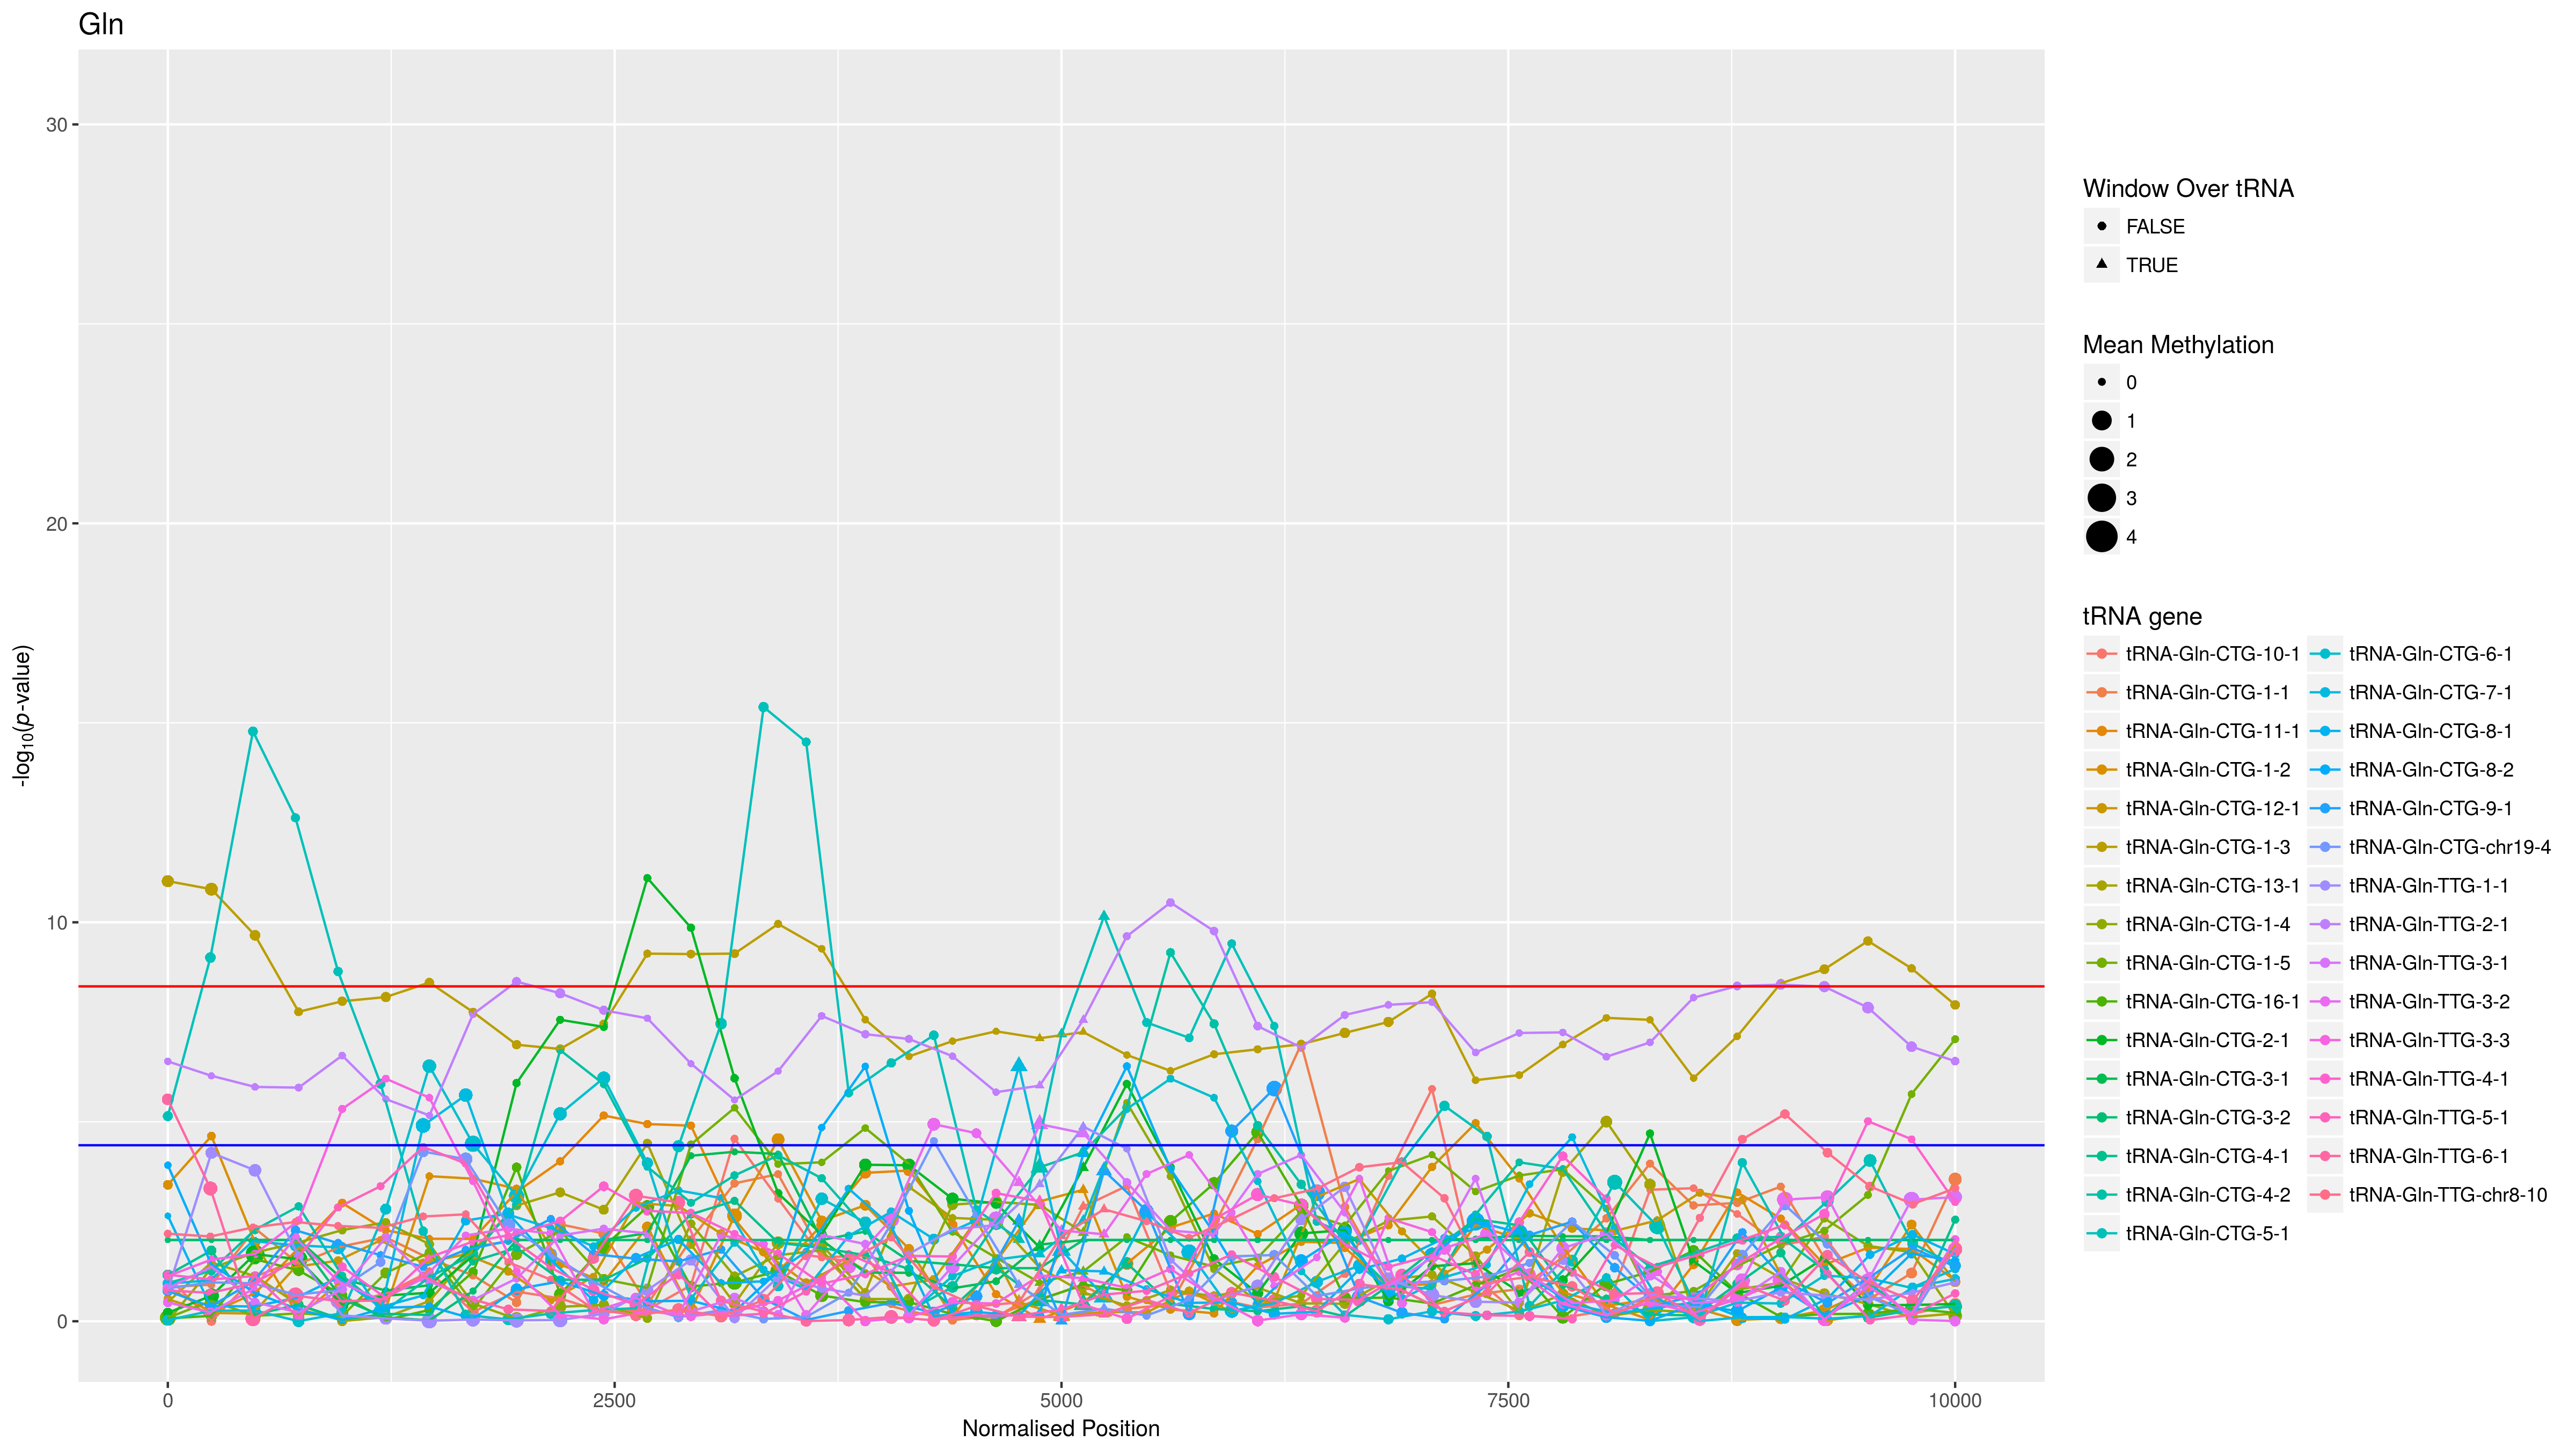 Gln
30
20
10
0
-log10(p-value)
0
2500
5000
7500
10000
Normalised Position
Window Over tRNA
FALSE
TRUE
Mean Methylation
0
1
2
3
4
tRNA gene
tRNA-Gln-CTG-10-1
tRNA-Gln-CTG-1-1
tRNA-Gln-CTG-11-1
tRNA-Gln-CTG-1-2
tRNA-Gln-CTG-12-1
tRNA-Gln-CTG-1-3
tRNA-Gln-CTG-13-1
tRNA-Gln-CTG-1-4
tRNA-Gln-CTG-1-5
tRNA-Gln-CTG-16-1
tRNA-Gln-CTG-2-1
tRNA-Gln-CTG-3-1
tRNA-Gln-CTG-3-2
tRNA-Gln-CTG-4-1
tRNA-Gln-CTG-4-2
tRNA-Gln-CTG-5-1
tRNA-Gln-CTG-6-1
tRNA-Gln-CTG-7-1
tRNA-Gln-CTG-8-1
tRNA-Gln-CTG-8-2
tRNA-Gln-CTG-9-1
tRNA-Gln-CTG-chr19-4
tRNA-Gln-TTG-1-1
tRNA-Gln-TTG-2-1
tRNA-Gln-TTG-3-1
tRNA-Gln-TTG-3-2
tRNA-Gln-TTG-3-3
tRNA-Gln-TTG-4-1
tRNA-Gln-TTG-5-1
tRNA-Gln-TTG-6-1
tRNA-Gln-TTG-chr8-10